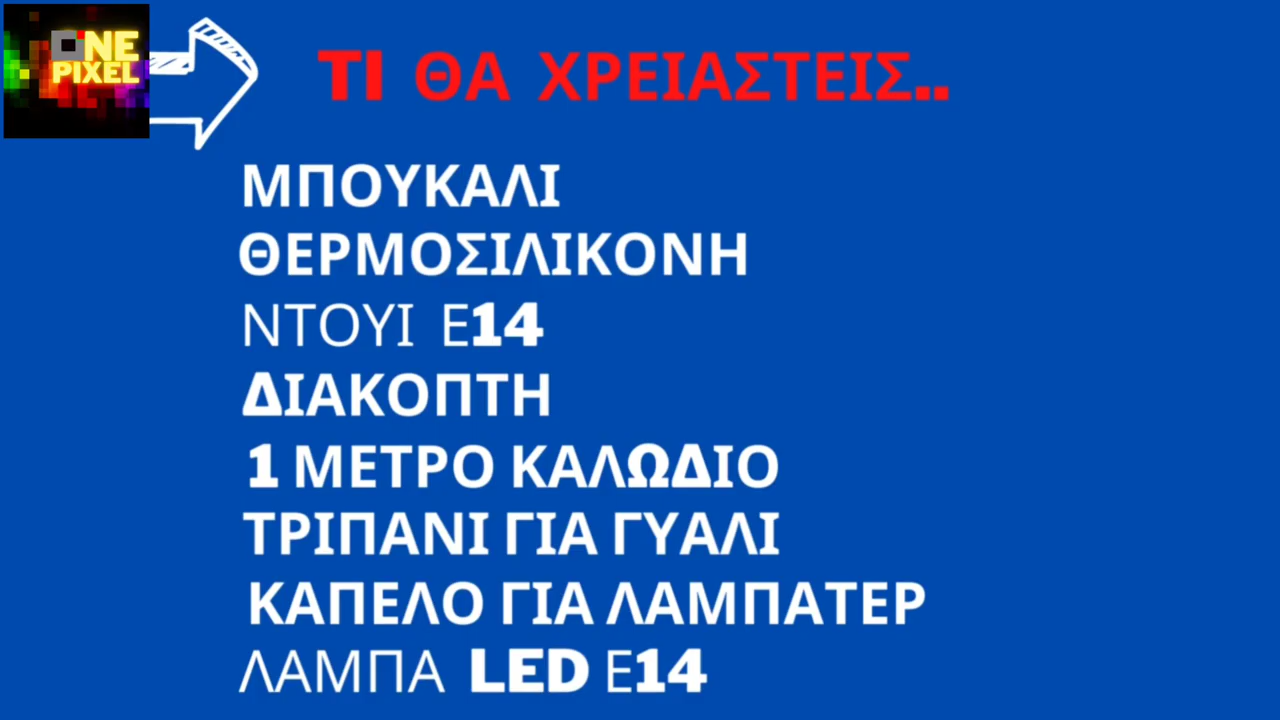 ONE
PIXEL
ΤΙ ΘΑ ΧΡΕΙΑΣΤΕΙΣ..
ΜΠΟΥΚΑΛΙ
ΘΕΡΜΟΣΙΛΙΚΟΝΗ
ΝΤΟΥΙ Ε14
ΔΙΑΚΟΠΤΗ
1 ΜΕΤΡΟ ΚΑΛΩΔΙΟ
ΤΡΙΠΑΝΙ ΓΙΑ ΓΥΑΛΙ
ΚΑΠΕΛΟ ΓΙΑ ΛΑΜΠΑΤΕΡ
ΛΑΜΠΑ LED Ε14